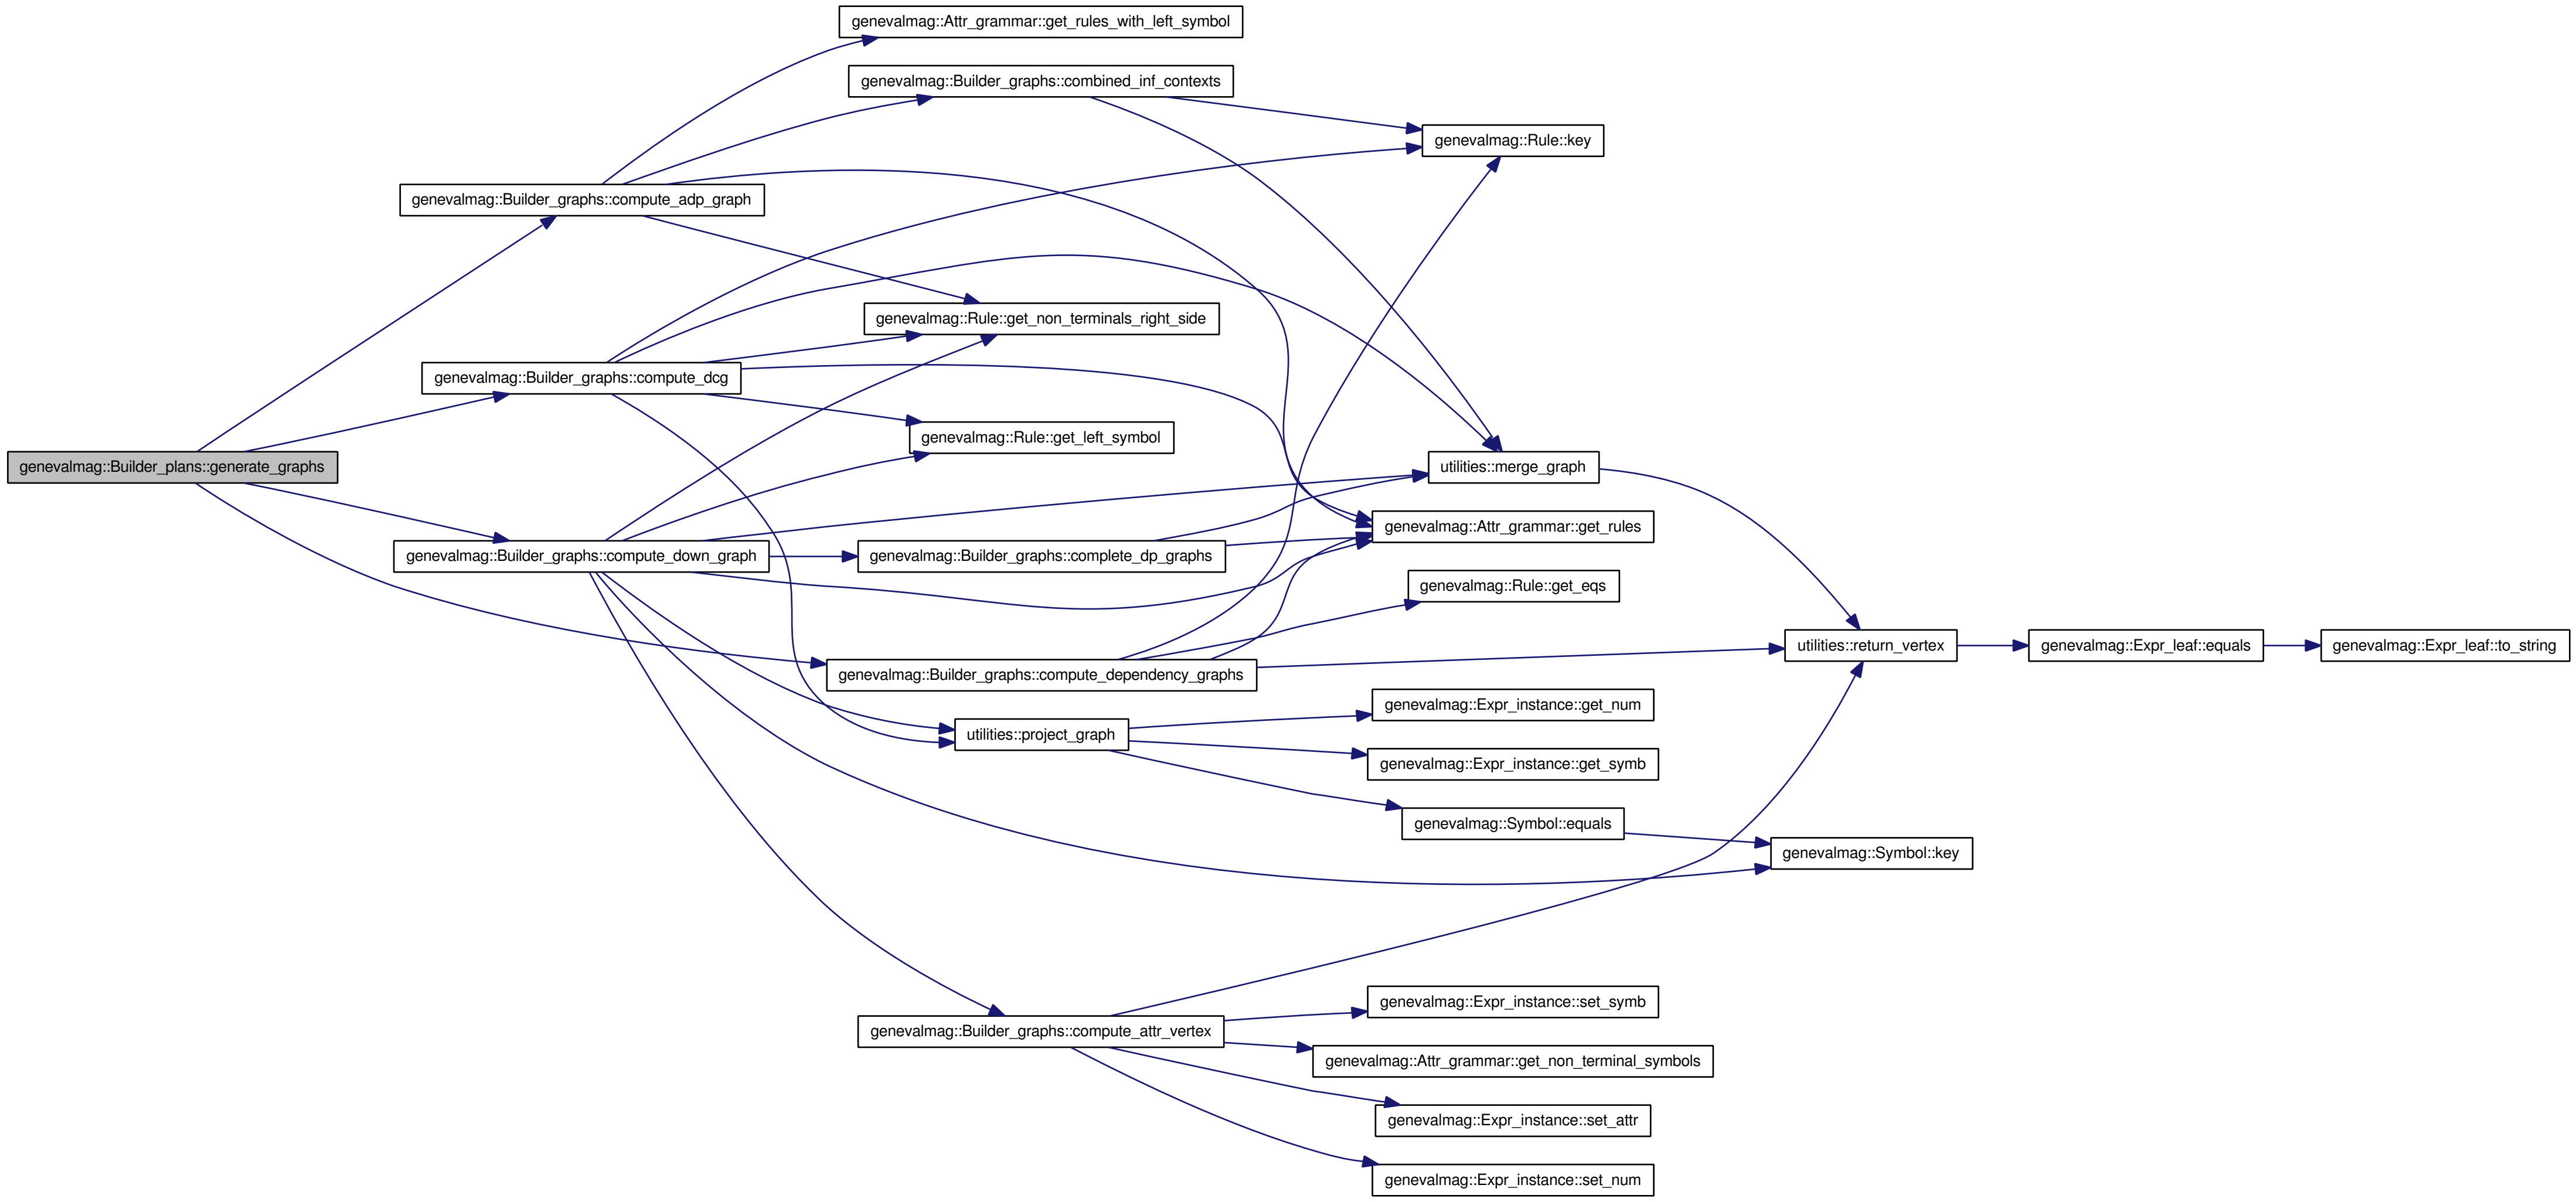 genevalmag::Attr_grammar::get_rules_with_left_symbol
genevalmag::Builder_graphs::combined_inf_contexts
genevalmag::Rule::key
genevalmag::Builder_graphs::compute_adp_graph
genevalmag::Rule::get_non_terminals_right_side
genevalmag::Builder_graphs::compute_dcg
genevalmag::Rule::get_left_symbol
genevalmag::Builder_plans::generate_graphs
utilities::merge_graph
genevalmag::Attr_grammar::get_rules
genevalmag::Builder_graphs::compute_down_graph
genevalmag::Builder_graphs::complete_dp_graphs
genevalmag::Rule::get_eqs
utilities::return_vertex
genevalmag::Expr_leaf::equals
genevalmag::Expr_leaf::to_string
genevalmag::Builder_graphs::compute_dependency_graphs
genevalmag::Expr_instance::get_num
utilities::project_graph
genevalmag::Expr_instance::get_symb
genevalmag::Symbol::equals
genevalmag::Symbol::key
genevalmag::Expr_instance::set_symb
genevalmag::Builder_graphs::compute_attr_vertex
genevalmag::Attr_grammar::get_non_terminal_symbols
genevalmag::Expr_instance::set_attr
genevalmag::Expr_instance::set_num